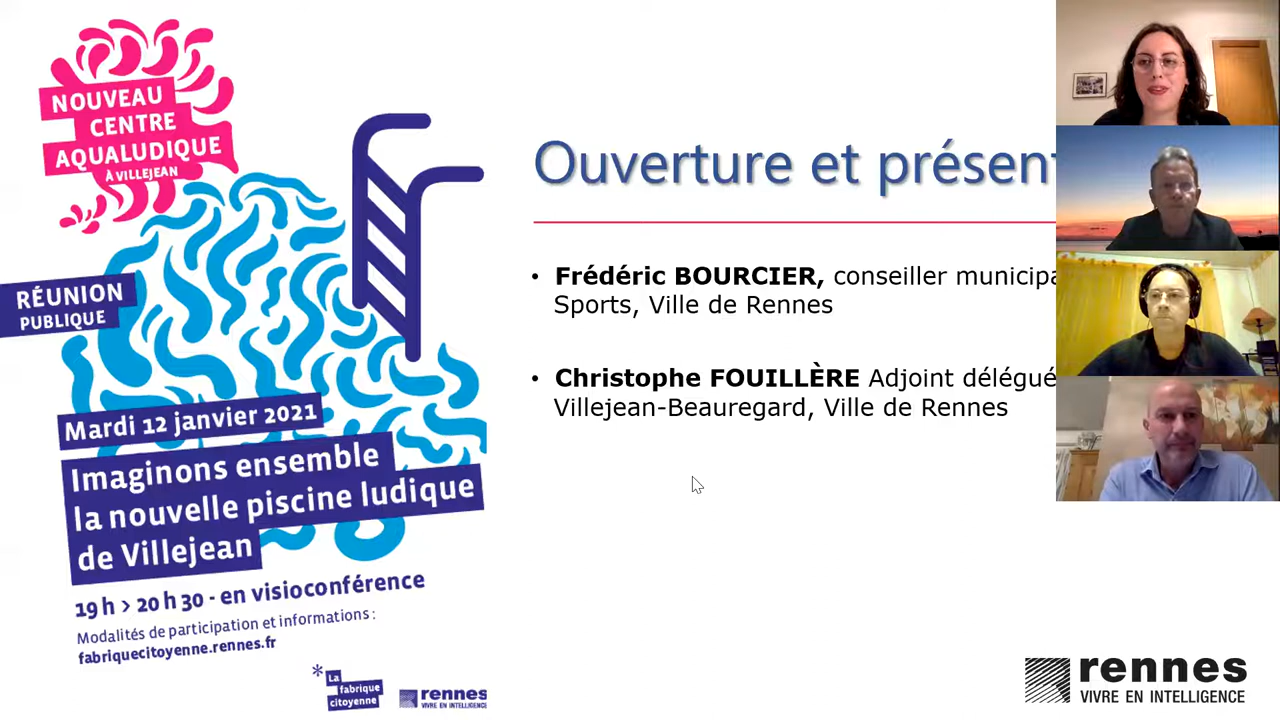 NOUVEAU
CENTRE
AQUALUDIQUE
À VILLEJEAN
RÉUNION
PUBLIQUE
Mardi 12 janvier 2021
Imaginons ensemble
la nouvelle piscine ludique
de Villejean
19 h > 20 h 30 - en visioconférence
Modalités de participation et informations :
fabriquecitoyenne.rennes.fr
* La
fabrique
citoyenne
rennes
VIVRE EN INTELLIGENCE
Ouverture et présent
• Frédéric BOURCIER, conseiller municipa
Sports, Ville de Rennes
• Christophe FOUILLÈRE Adjoint délégué
Villejean-Beauregard, Ville de Rennes
rennes
VIVRE EN INTELLIGENCE